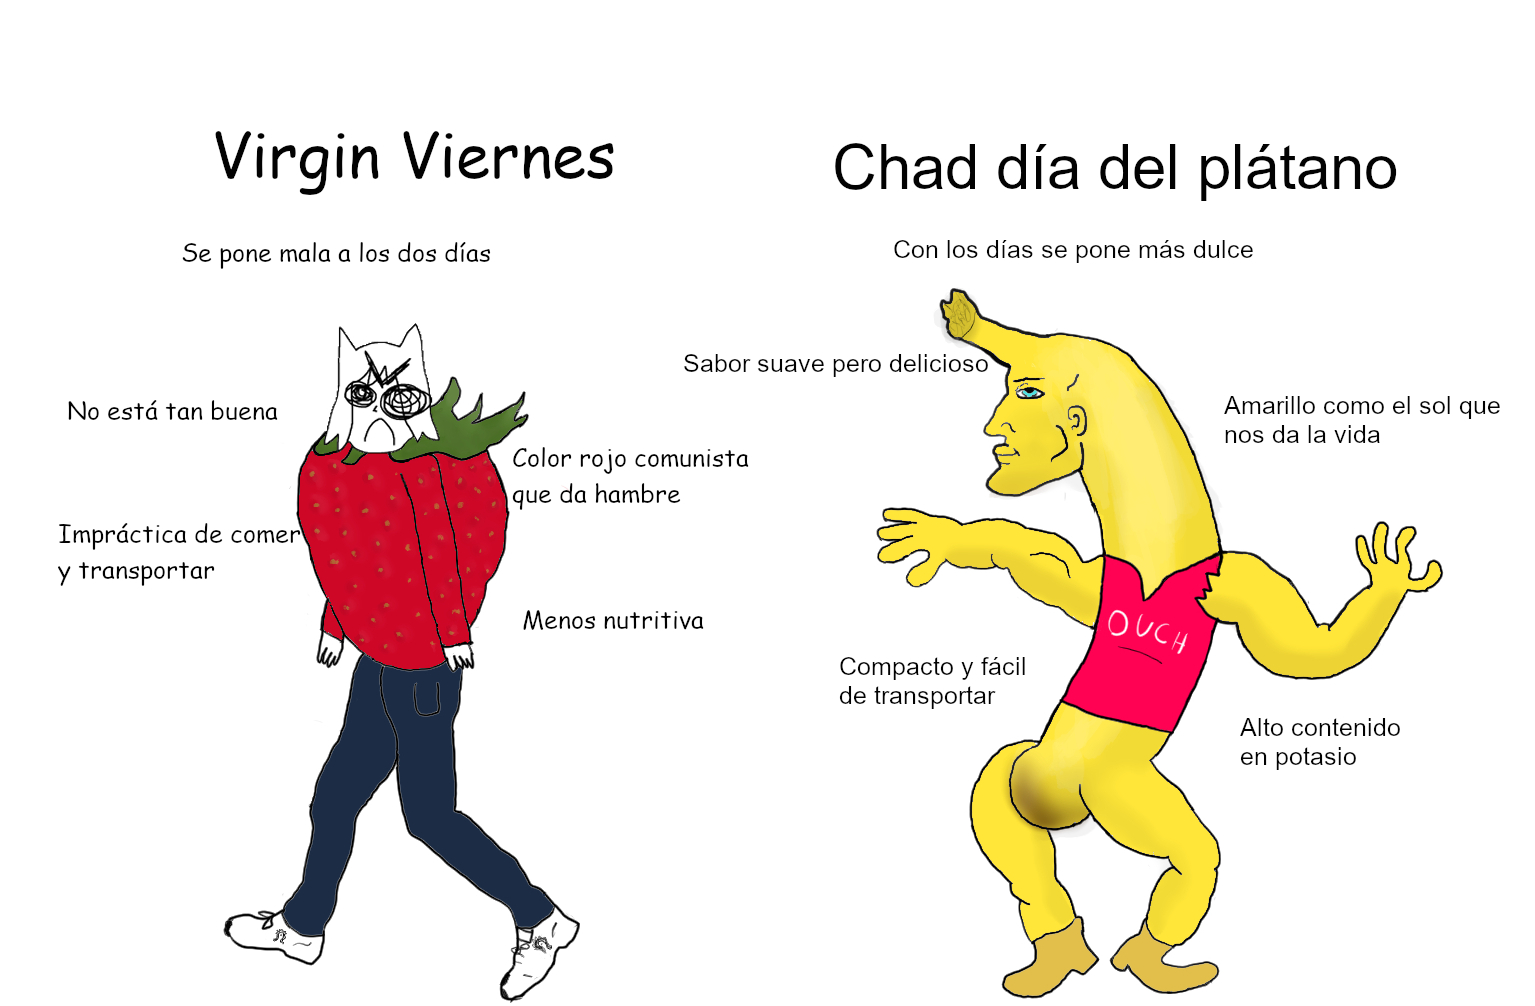 Virgin Viernes
Se pone mala a los dos días
No está tan buena
Color rojo comunista
que da hambre
Impráctica de comer
y transportar
Menos nutritiva
Chad día del plátano
Con los días se pone más dulce
Sabor suave pero delicioso
Amarillo como el sol que
nos da la vida
OUCH
Compacto y fácil
de transportar
Alto contenido
en potasio